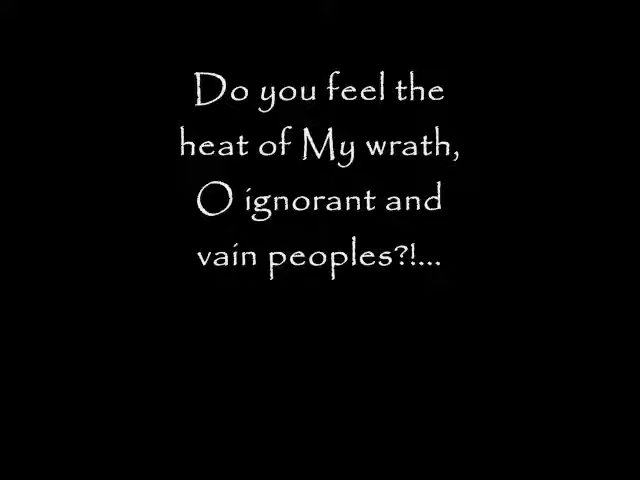 Do you feel the
heat of My wrath,
O ignorant and
vain peoples?!...